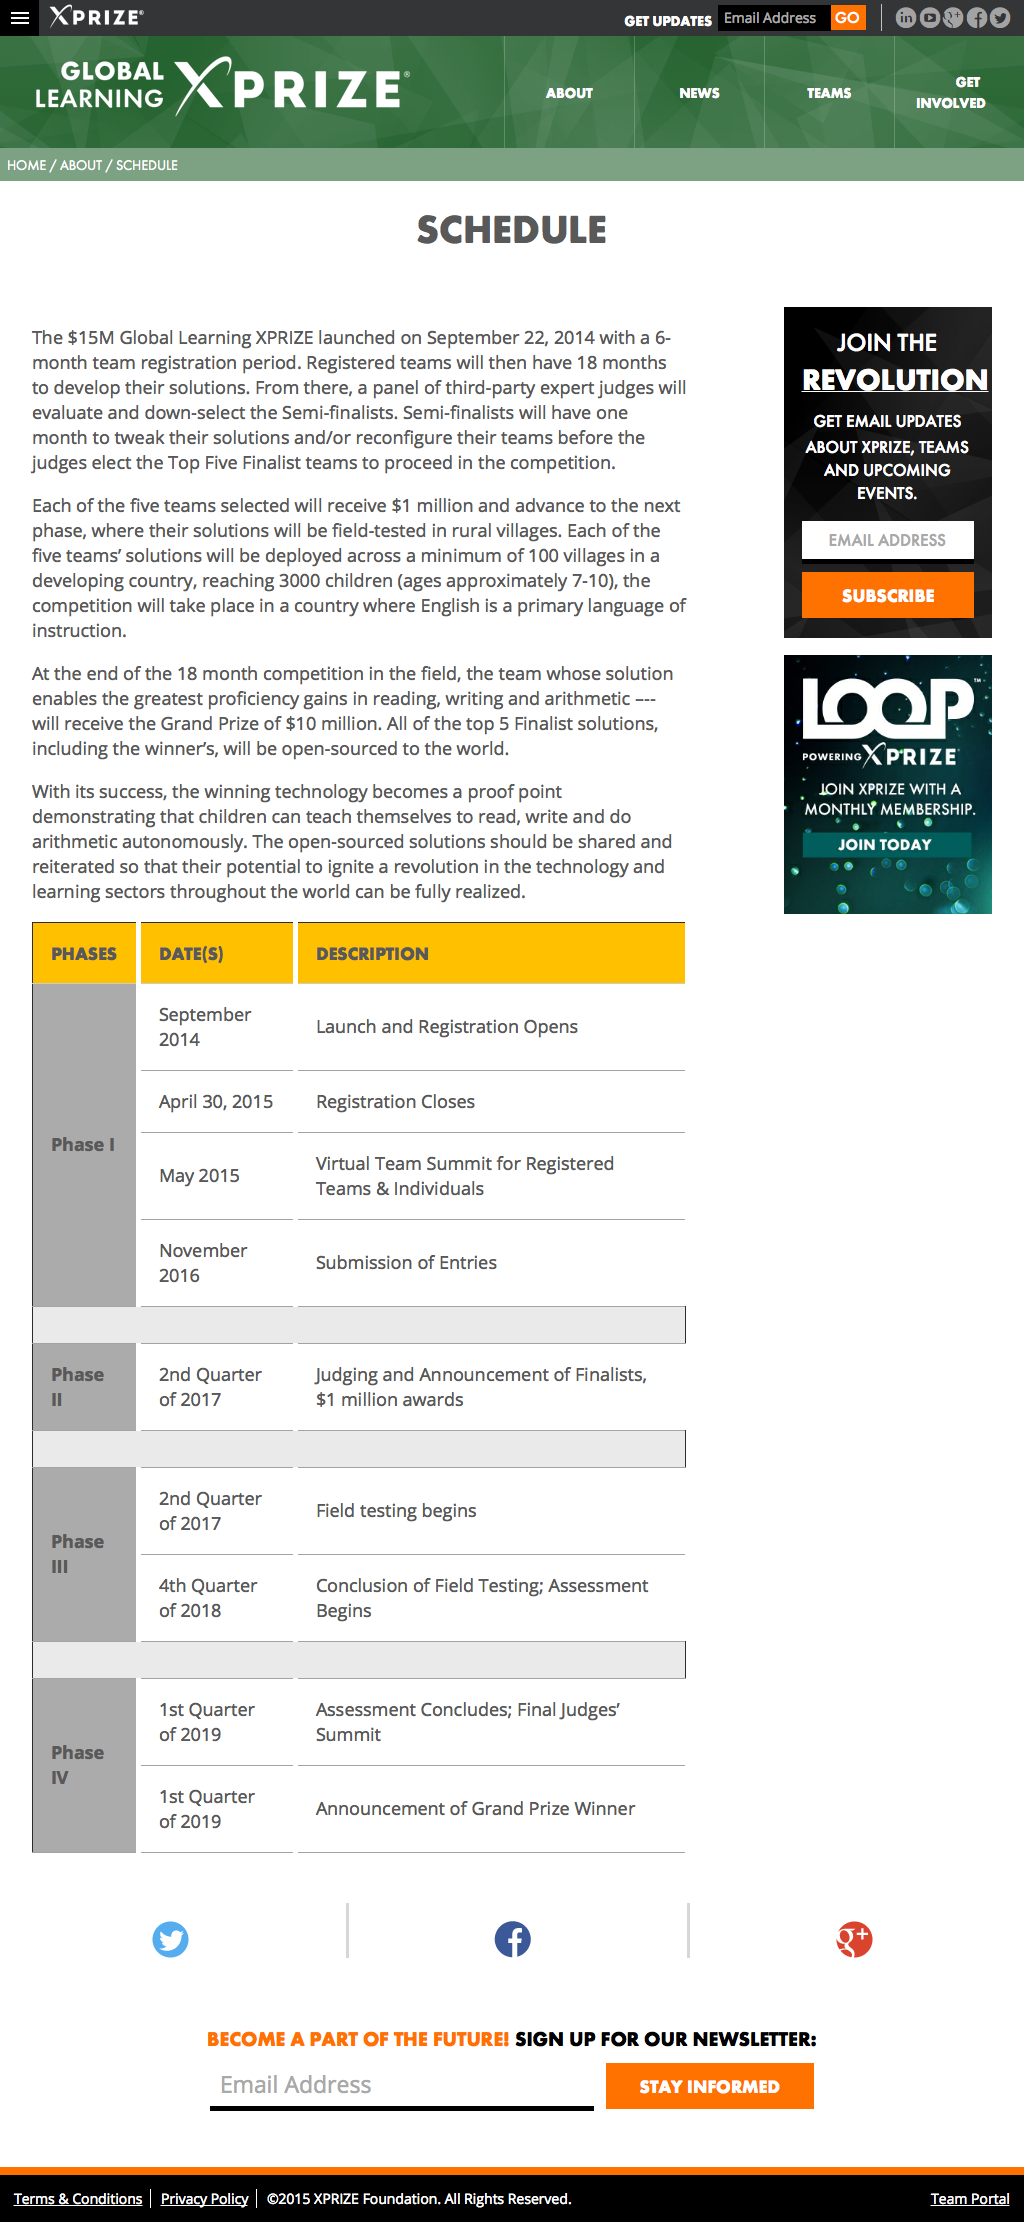 XPRIZE®
GET UPDATES
Email Address
GO
GLOBAL
LEARNING
XPRIZE®
ABOUT
NEWS
TEAMS
GET
INVOLVED
HOME / ABOUT / SCHEDULE
SCHEDULE
The $15M Global Learning XPRIZE launched on September 22, 2014 with a 6-
month team registration period. Registered teams will then have 18 months
to develop their solutions. From there, a panel of third-party expert judges will
evaluate and down-select the Semi-finalists. Semi-finalists will have one
month to tweak their solutions and/or reconfigure their teams before the
judges elect the Top Five Finalist teams to proceed in the competition.
Each of the five teams selected will receive $1 million and advance to the next
phase, where their solutions will be field-tested in rural villages. Each of the
five teams’ solutions will be deployed across a minimum of 100 villages in a
developing country, reaching 3000 children (ages approximately 7-10), the
competition will take place in a country where English is a primary language of
instruction.
At the end of the 18 month competition in the field, the team whose solution
enables the greatest proficiency gains in reading, writing and arithmetic –--
will receive the Grand Prize of $10 million. All of the top 5 Finalist solutions,
including the winner’s, will be open-sourced to the world.
With its success, the winning technology becomes a proof point
demonstrating that children can teach themselves to read, write and do
arithmetic autonomously. The open-sourced solutions should be shared and
reiterated so that their potential to ignite a revolution in the technology and
learning sectors throughout the world can be fully realized.
JOIN THE
REVOLUTION
GET EMAIL UPDATES
ABOUT XPRIZE, TEAMS
AND UPCOMING
EVENTS.
EMAIL ADDRESS
SUBSCRIBE
LOOP™
POWERING XPRIZE
JOIN XPRIZE WITH A
MONTHLY MEMBERSHIP.
JOIN TODAY
PHASES
DATE(S)
DESCRIPTION
Phase I
September
2014
Launch and Registration Opens
April 30, 2015
Registration Closes
May 2015
Virtual Team Summit for Registered
Teams & Individuals
November
2016
Submission of Entries
Phase
II
2nd Quarter
of 2017
Judging and Announcement of Finalists,
$1 million awards
Phase
III
2nd Quarter
of 2017
Field testing begins
4th Quarter
of 2018
Conclusion of Field Testing; Assessment
Begins
Phase
IV
1st Quarter
of 2019
Assessment Concludes; Final Judges’
Summit
1st Quarter
of 2019
Announcement of Grand Prize Winner
BECOME A PART OF THE FUTURE! SIGN UP FOR OUR NEWSLETTER:
Email Address
STAY INFORMED
Terms & Conditions
Privacy Policy
©2015 XPRIZE Foundation. All Rights Reserved.
Team Portal